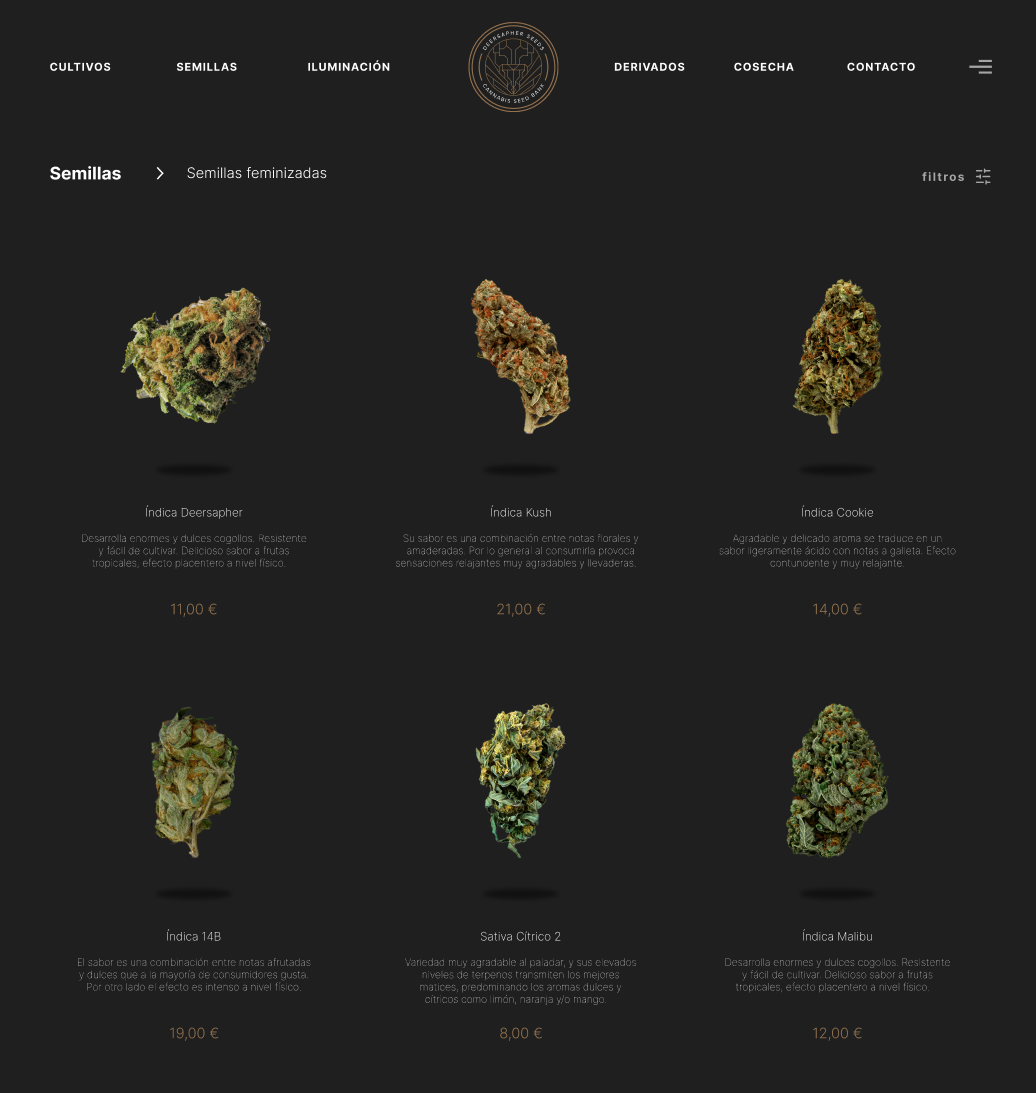 CULTIVOS SEMILLAS ILUMINACIÓN DERIVADOS COSECHA CONTACTO
DEERSAPHER SEEDS
CANNABIS SEED BANK
Semillas Semillas feminizadas
filtros
Índica Deersapher
Desarrolla enormes y dulces cogollos. Resistente
y fácil de cultivar. Delicioso sabor a frutas
tropicales, efecto placentero a nivel físico.
11,00 €
Índica Kush
Su sabor es una combinación entre notas florales y
amaderadas. Por lo general al consumirla provoca
sensaciones relajantes muy agradables y llevaderas.
21,00 €
Índica Cookie
Agradable y delicado aroma se traduce en un
sabor ligeramente ácido con notas a galleta. Efecto
contundente y muy relajante.
14,00 €
Índica 14B
El sabor es una combinación entre notas afrutadas
y dulces que a la mayoría de consumidores gusta.
Por otro lado el efecto es intenso a nivel físico.
19,00 €
Sativa Cítrico 2
Variedad muy agradable al paladar, y sus elevados
niveles de terpenos transmiten los mejores
matices, predominando los aromas dulces y
cítricos como limón, naranja y/o mango.
8,00 €
Índica Malibu
Desarrolla enormes y dulces cogollos. Resistente
y fácil de cultivar. Delicioso sabor a frutas
tropicales, efecto placentero a nivel físico.
12,00 €